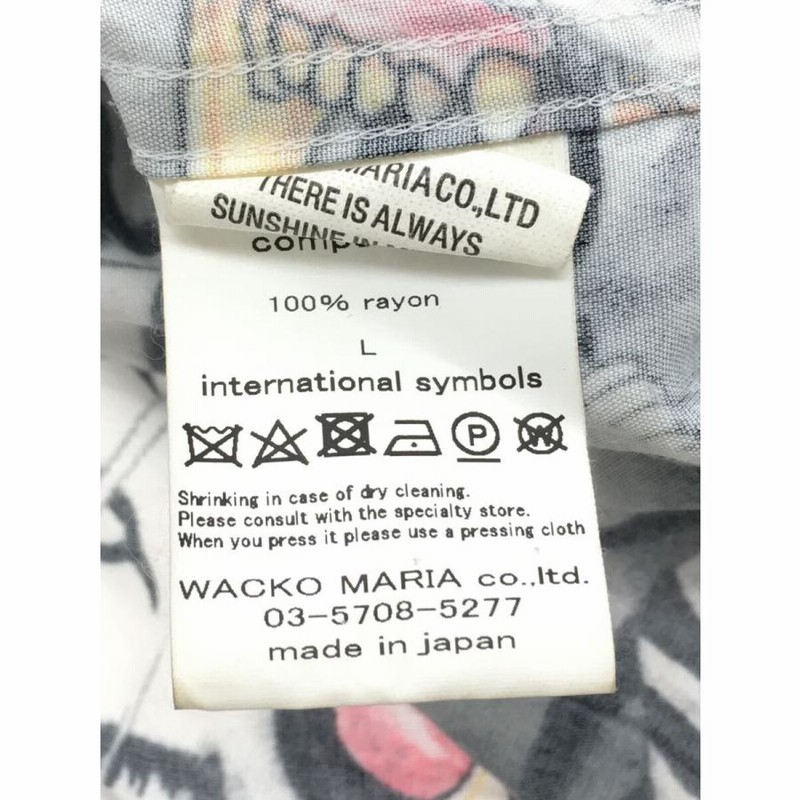 MARIA CO.,LTD
THERE IS ALWAYS
SUNSHINE
100% rayon
L
international symbols
P
W
Shrinking in case of dry cleaning.
Please consult with the specialty store.
When you press it please use a pressing cloth
WACKO MARIA co.,ltd.
03-5708-5277
made in japan